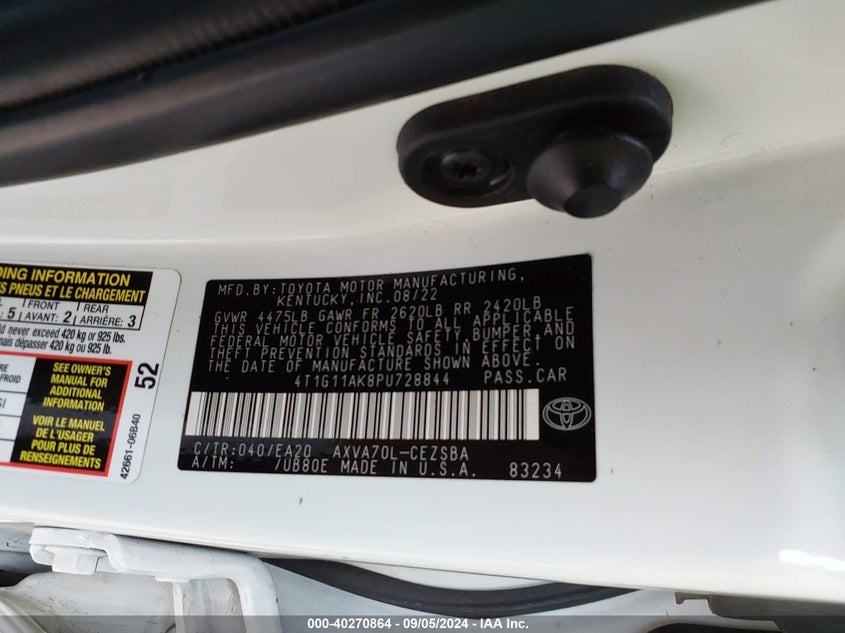 DING INFORMATION
S PNEUS ET LE CHARGEMENT
5 FRONT AVANT: 2 REAR ARRIÈRE: 3
ld never exceed 420 kg or 925 lbs.
mais dépasser 420 kg ou 925 lb.
SEE OWNER'S
MANUAL FOR
ADDITIONAL
INFORMATION
VOIR LE MANUEL
DE L'USAGER
POUR PLUS DE
RENSEIGNEMENTS
52
42661-06B40
MFD.BY:TOYOTA MOTOR MANUFACTURING,
KENTUCKY,INC.08/22
GVWR 4475LB GAWR FR 2620LB RR 2420LB
THIS VEHICLE CONFORMS TO ALL APPLICABLE
FEDERAL MOTOR VEHICLE SAFETY,BUMPER,AND
THEFT PREVENTION STANDARDS IN EFFECT ON
THE DATE OF MANUFACTURE SHOWN ABOVE.
4T1G11AK8PU728844 PASS.CAR
C/TR:040/EA20 AXVA70L-CEZSBA
A/TM: /UB80E MADE IN U.S.A. 83234
000-40270864 - 09/05/2024 - IAA Inc.